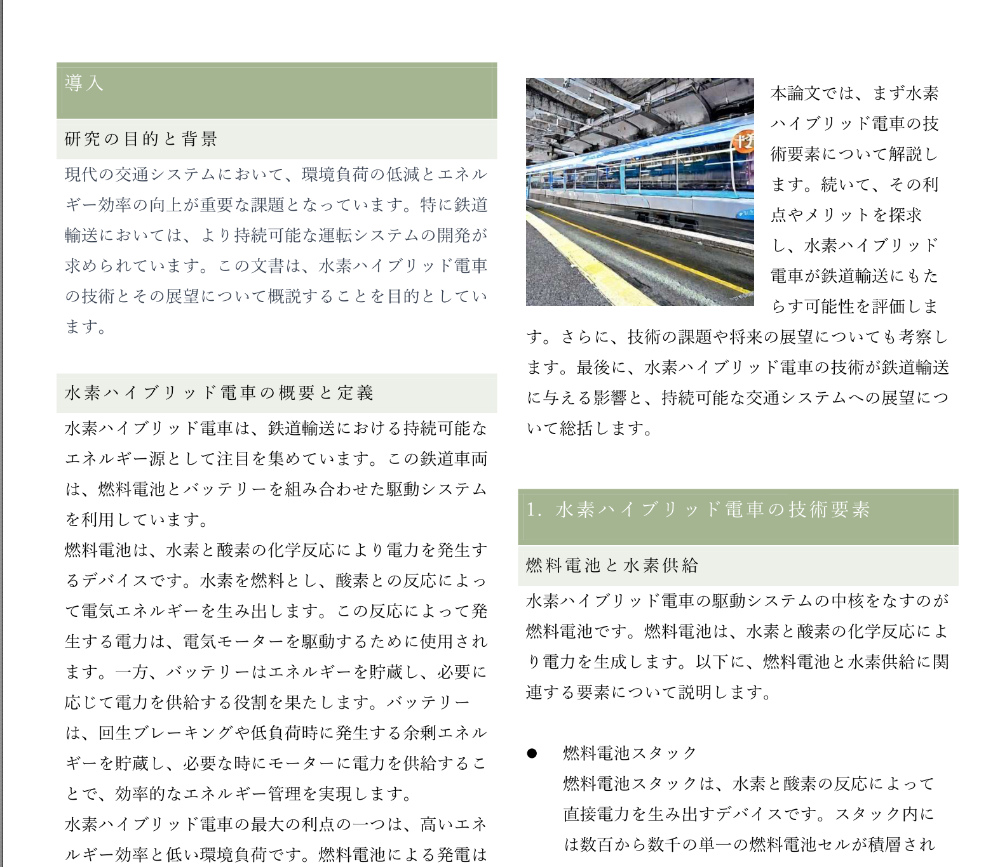 導入
研究の目的と背景
現代の交通システムにおいて、環境負荷の低減とエネル
ギー効率の向上が重要な課題となっています。特に鉄道
輸送においては、より持続可能な運転システムの開発が
求められています。この文書は、水素ハイブリッド電車
の技術とその展望について概説することを目的としてい
ます。
水素ハイブリッド電車の概要と定義
水素ハイブリッド電車は、鉄道輸送における持続可能な
エネルギー源として注目を集めています。この鉄道車両
は、燃料電池とバッテリーを組み合わせた駆動システム
を利用しています。
燃料電池は、水素と酸素の化学反応により電力を発生す
るデバイスです。水素を燃料とし、酸素との反応によっ
て電気エネルギーを生み出します。この反応によって発
生する電力は、電気モーターを駆動するために使用され
ます。一方、バッテリーはエネルギーを貯蔵し、必要に
応じて電力を供給する役割を果たします。バッテリー
は、回生ブレーキングや低負荷時に発生する余剰エネル
ギーを貯蔵し、必要な時にモーターに電力を供給するこ
とで、効率的なエネルギー管理を実現します。
水素ハイブリッド電車の最大の利点の一つは、高いエネ
ルギー効率と低い環境負荷です。燃料電池による発電は
本論文では、まず水素
ハイブリッド電車の技
術要素について解説し
ます。続いて、その利
点やメリットを探求
し、水素ハイブリッド
電車が鉄道輸送にもた
らす可能性を評価しま
す。さらに、技術の課題や将来の展望についても考察し
ます。最後に、水素ハイブリッド電車の技術が鉄道輸送
に与える影響と、持続可能な交通システムへの展望につ
いて総括します。
1. 水素ハイブリッド電車の技術要素
燃料電池と水素供給
水素ハイブリッド電車の駆動システムの中核をなすのが
燃料電池です。燃料電池は、水素と酸素の化学反応によ
り電力を生成します。以下に、燃料電池と水素供給に関
連する要素について説明します。
● 燃料電池スタック
燃料電池スタックは、水素と酸素の反応によって
直接電力を生み出すデバイスです。スタック内に
は数百から数千の単一の燃料電池セルが積層され